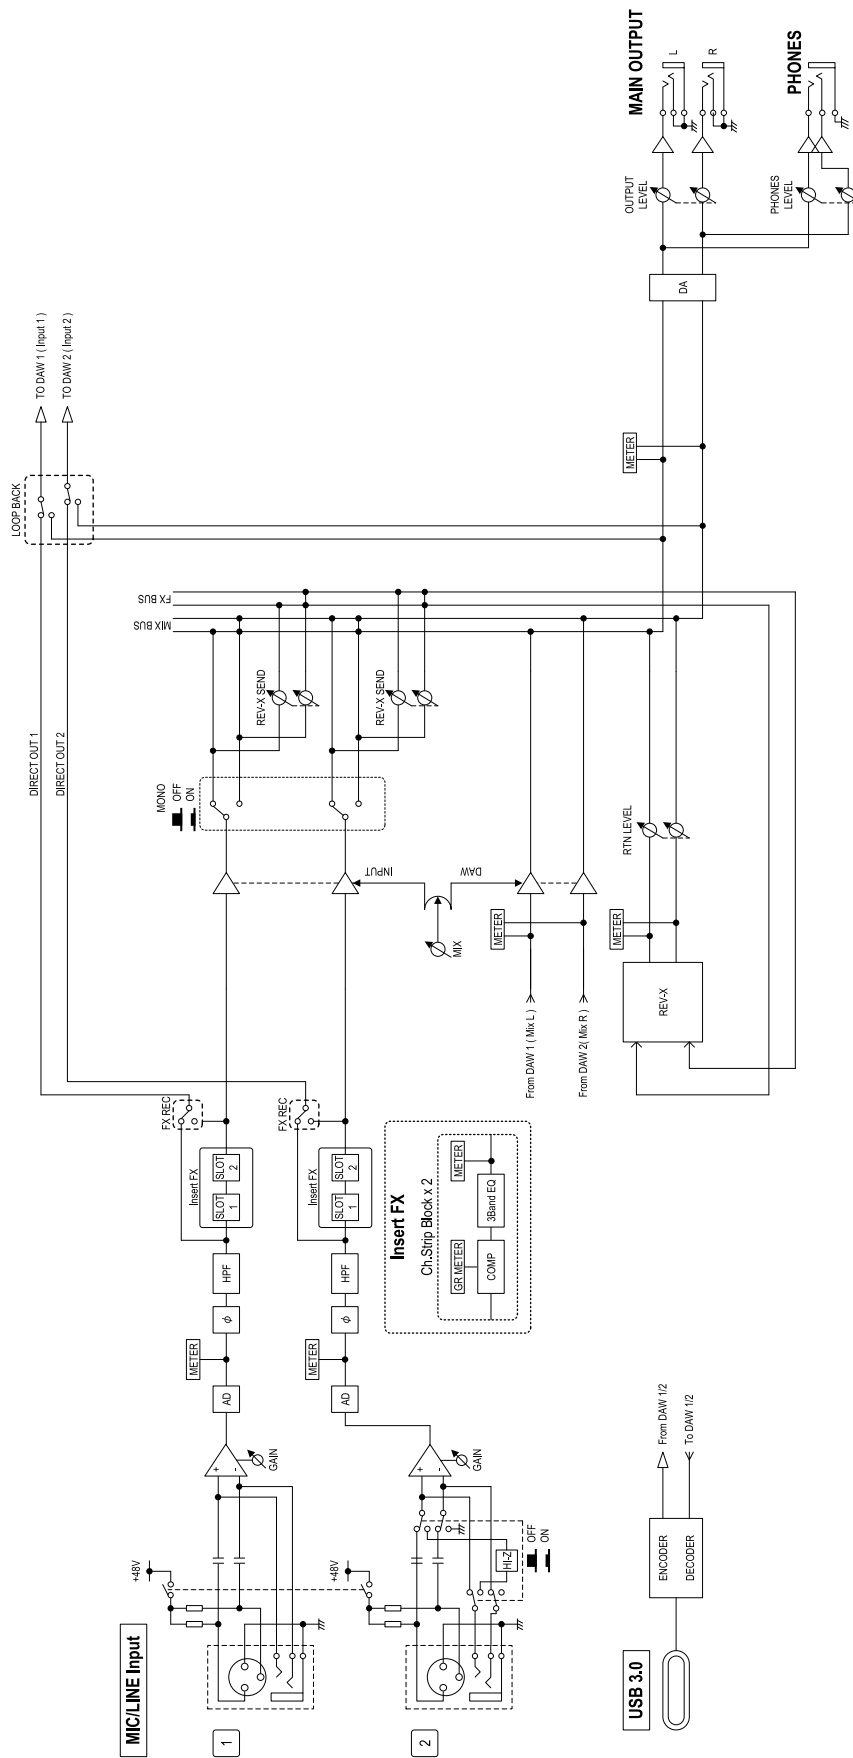 MIC/LINE Input
1
+48V
GAIN
+
-
AD
METER
ϕ
HPF
Insert FX
SLOT
1
SLOT
2
FX REC
DIRECT OUT 1
DIRECT OUT 2
LOOP BACK
TO DAW 1 ( Input 1 )
TO DAW 2 ( Input 2 )
2
+48V
HI-Z
OFF
ON
GAIN
+
-
AD
METER
ϕ
HPF
Insert FX
SLOT
1
SLOT
2
FX REC
MONO
OFF
ON
REV-X SEND
REV-X SEND
MIX BUS
FX BUS
INPUT
DAW
MIX
Insert FX
Ch.Strip Block x 2
GR METER
COMP
3Band EQ
METER
From DAW 1 ( Mix L )
From DAW 2( Mix R )
METER
REV-X
METER
RTN LEVEL
METER
DA
OUTPUT
LEVEL
MAIN OUTPUT
L
R
PHONES
LEVEL
PHONES
USB 3.0
ENCODER
DECODER
From DAW 1/2
To DAW 1/2